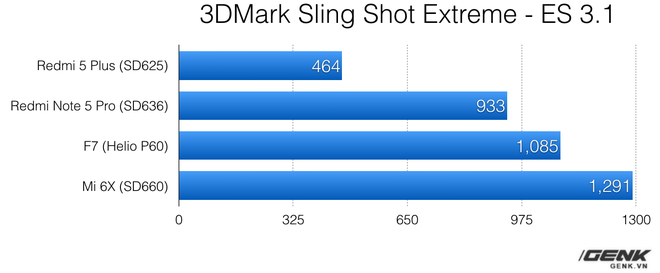 3DMark Sling Shot Extreme - ES 3.1
Redmi 5 Plus (SD625) 464
Redmi Note 5 Pro (SD636) 933
F7 (Helio P60) 1,085
Mi 6X (SD660) 1,291
0 325 650 975 1300
GENK
GENK.VN